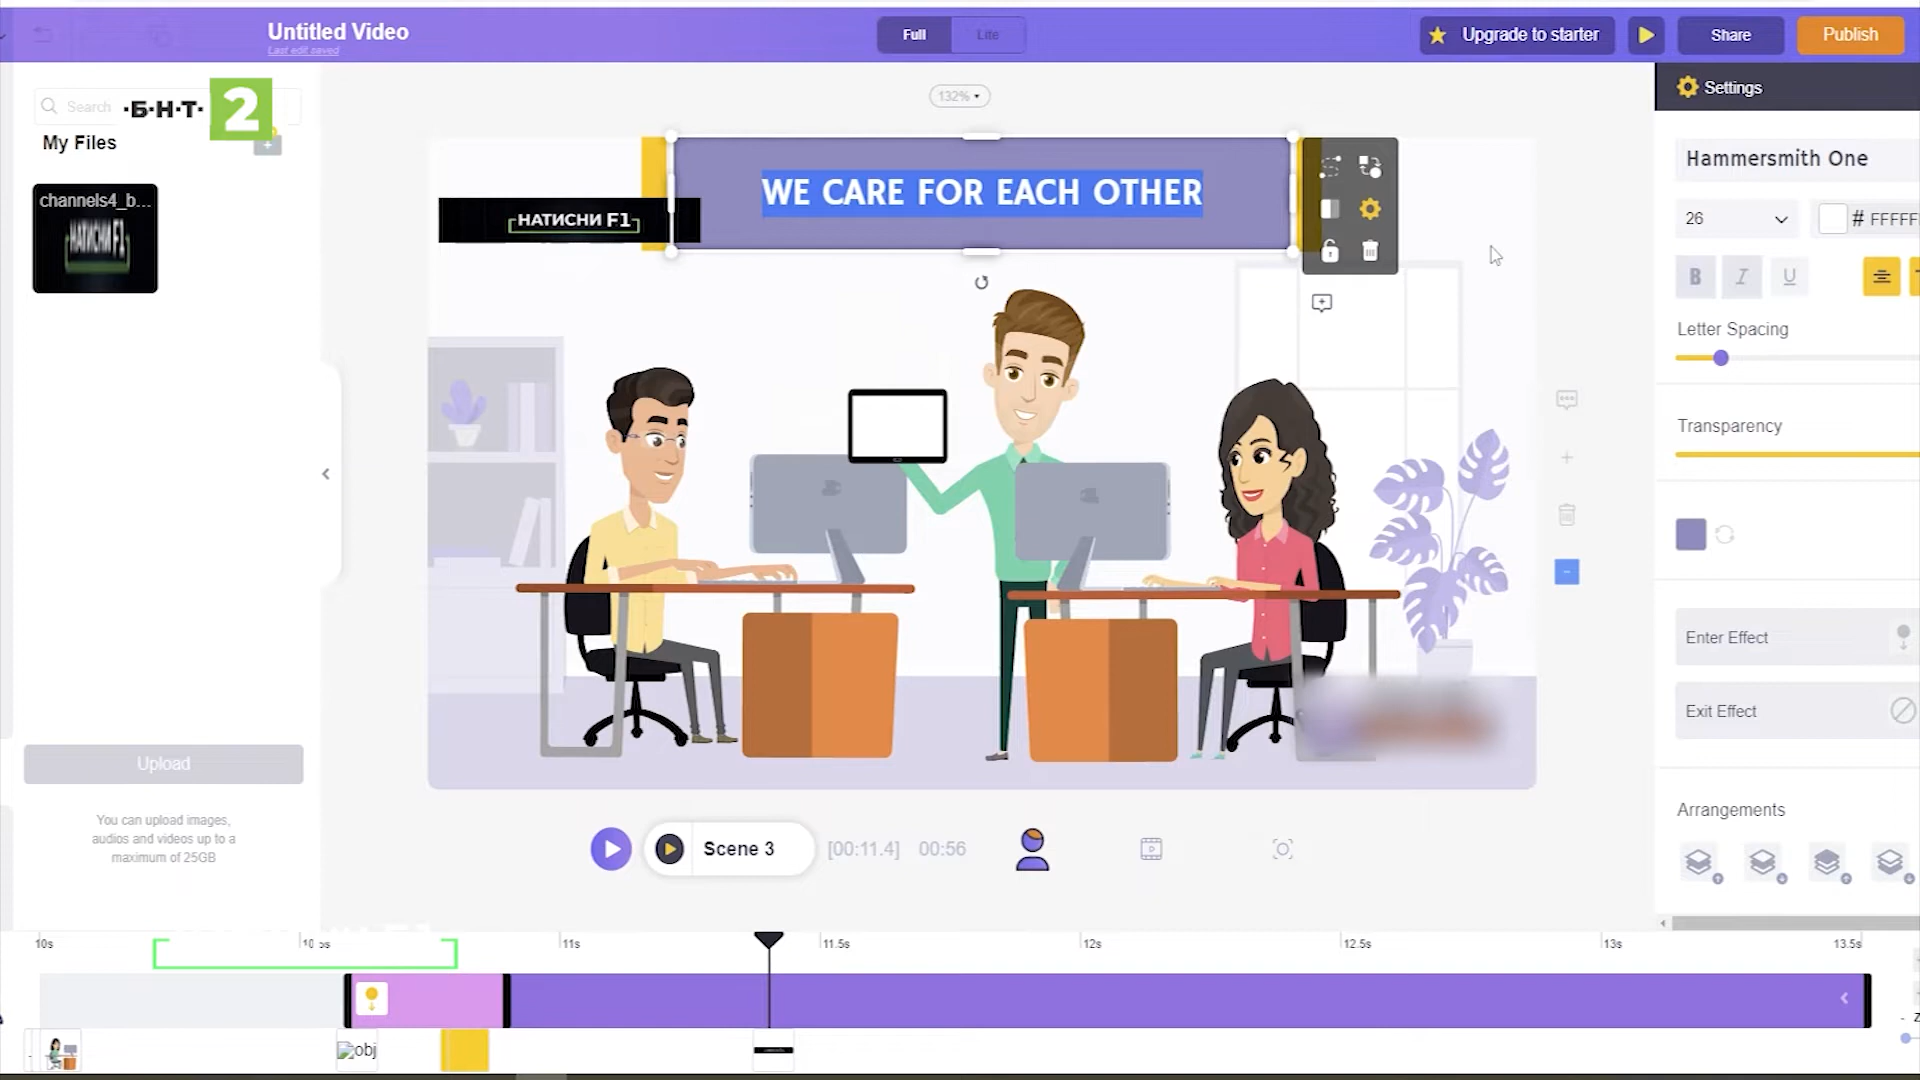 Untitled Video
Last edit saved
Full
Lite
Upgrade to starter
Share
Publish
Search
·Б·Н·Т· 2
My Files
132%
Settings
channels4_b...
НАТИСНИ F1
НАТИСНИ F1
WE CARE FOR EACH OTHER
Hammersmith One
26
# FFFFF
B I U
Letter Spacing
Transparency
Enter Effect
Exit Effect
Upload
You can upload images,
audios and videos up to a
maximum of 25GB
Arrangements
Scene 3
[00:11.4]
00:56
10s
11s
11.5s
12s
12.5s
13s
13.5s
obj